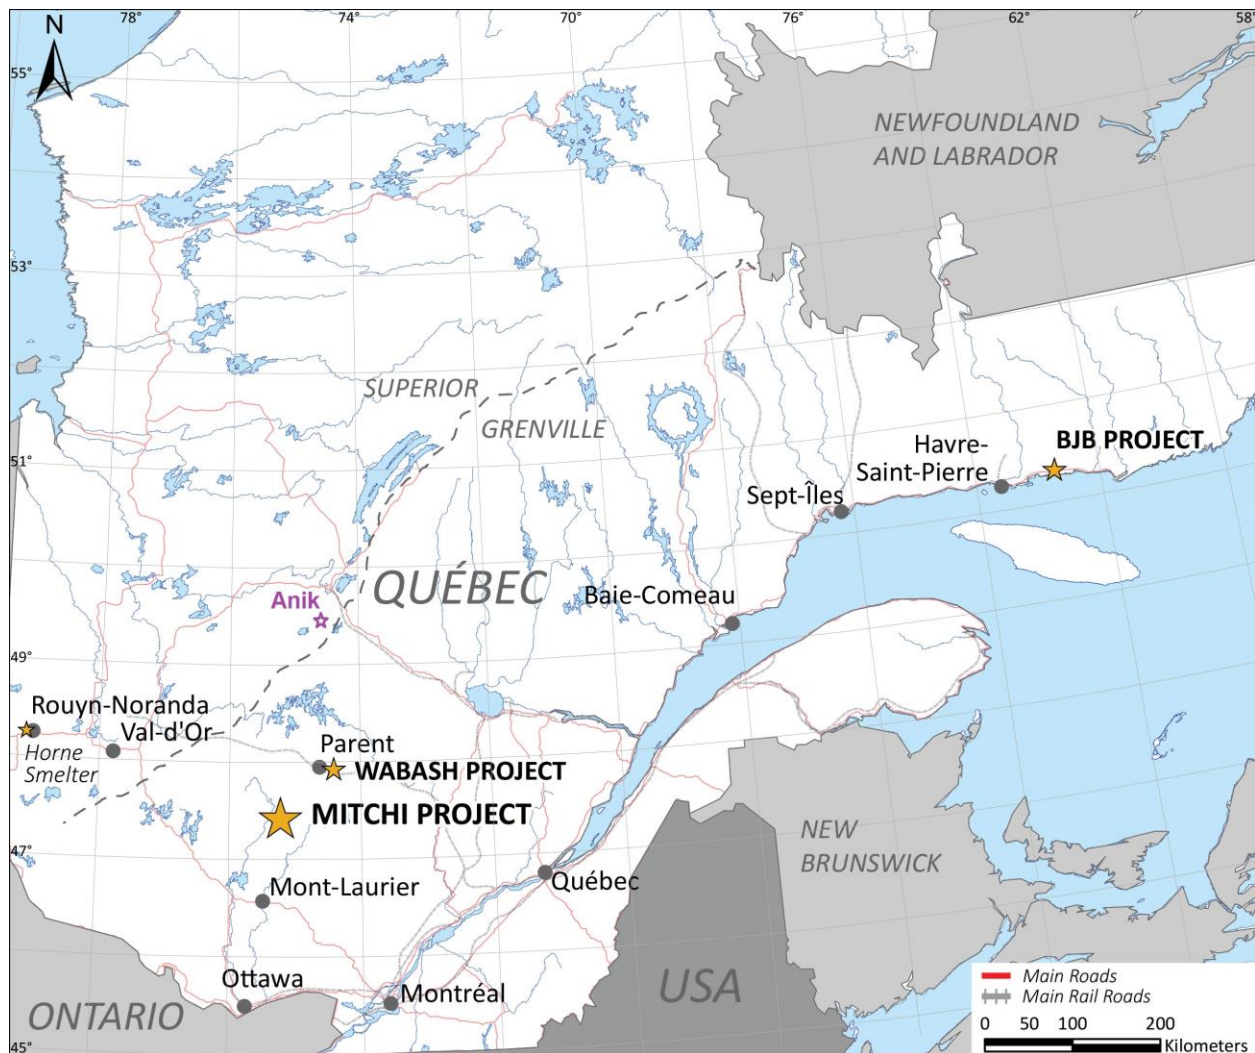 78°
74°
70°
76°
62°
58°
N
55°
NEWFOUNDLAND
AND LABRADOR
53°
SUPERIOR
GRENVILLE
51°
BJB PROJECT
Havre-
Saint-Pierre
Sept-Îles
QUÉBEC
Anik
Baie-Comeau
49°
Rouyn-Noranda
Val-d'Or
Horne
Smelter
Parent
WABASH PROJECT
MITCHI PROJECT
NEW
BRUNSWICK
47°
Mont-Laurier
Québec
Ottawa
Montréal
USA
ONTARIO
45°
Main Roads
Main Rail Roads
0 50 100 200
Kilometers